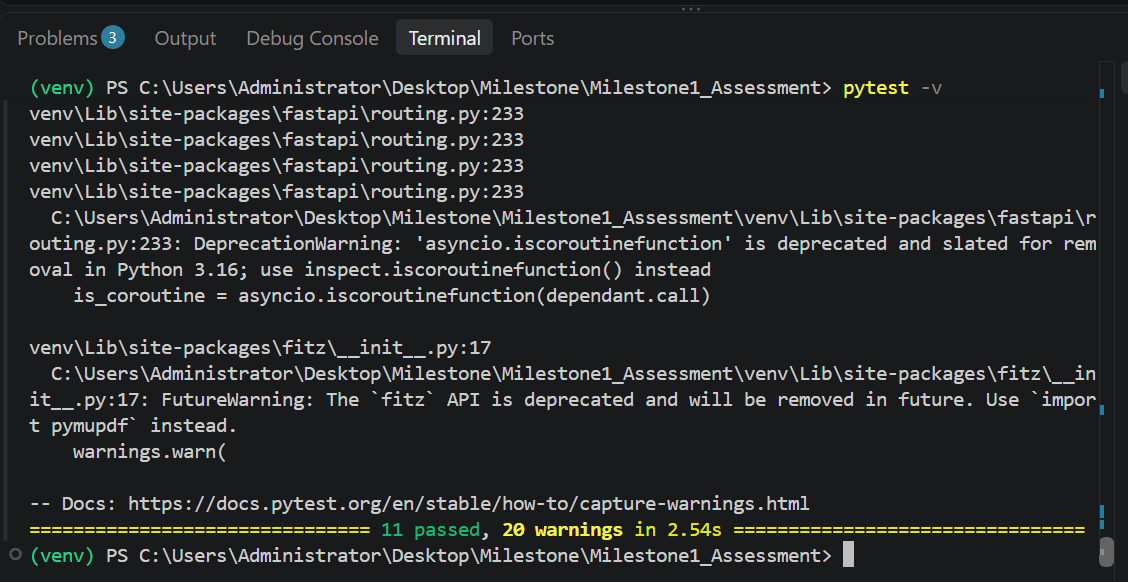 Problems 3 Output Debug Console Terminal Ports
(venv) PS C:\Users\Administrator\Desktop\Milestone\Milestone1_Assessment> pytest -v
venv\Lib\site-packages\fastapi\routing.py:233
venv\Lib\site-packages\fastapi\routing.py:233
venv\Lib\site-packages\fastapi\routing.py:233
venv\Lib\site-packages\fastapi\routing.py:233
  C:\Users\Administrator\Desktop\Milestone\Milestone1_Assessment\venv\Lib\site-packages\fastapi\r
outing.py:233: DeprecationWarning: 'asyncio.iscoroutinefunction' is deprecated and slated for rem
oval in Python 3.16; use inspect.iscoroutinefunction() instead
    is_coroutine = asyncio.iscoroutinefunction(dependant.call)
venv\Lib\site-packages\fitz\__init__.py:17
  C:\Users\Administrator\Desktop\Milestone\Milestone1_Assessment\venv\Lib\site-packages\fitz\__in
it__.py:17: FutureWarning: The `fitz` API is deprecated and will be removed in future. Use `impor
t pymupdf` instead.
    warnings.warn(
-- Docs: https://docs.pytest.org/en/stable/how-to/capture-warnings.html
=============================== 11 passed, 20 warnings in 2.54s ================================
(venv) PS C:\Users\Administrator\Desktop\Milestone\Milestone1_Assessment>